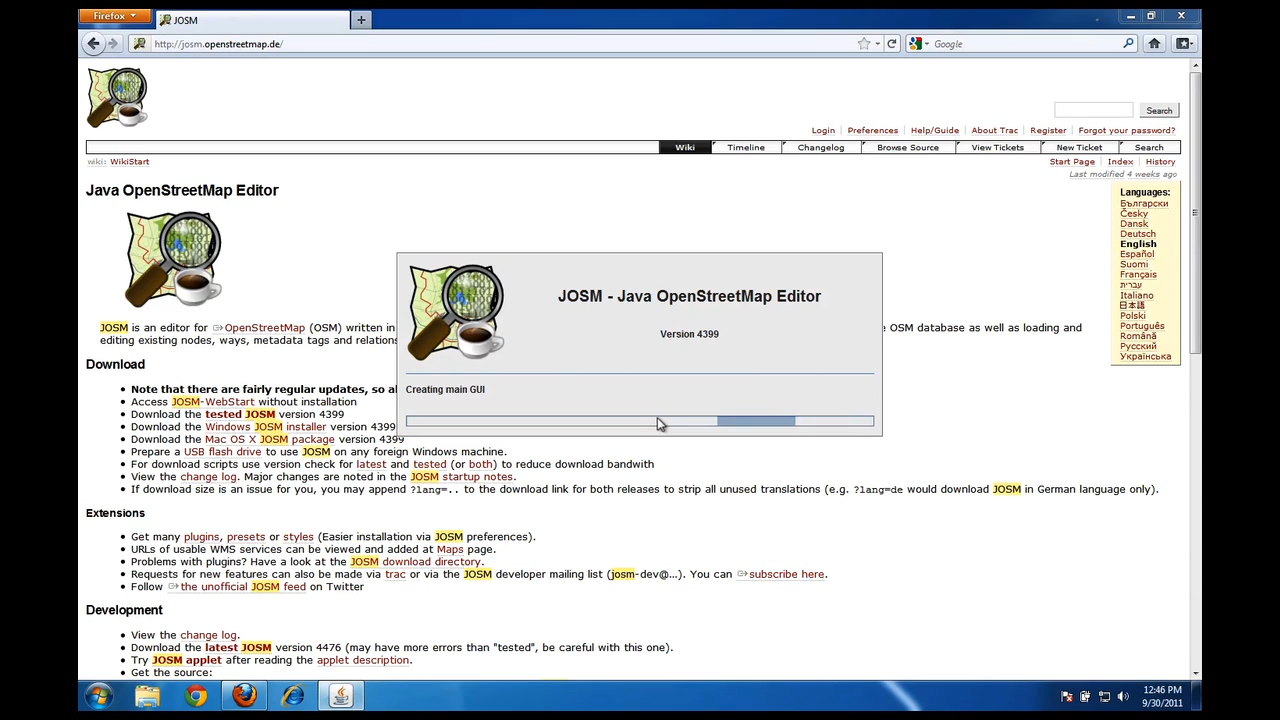 Firefox
JOSM
http://josm.openstreetmap.de/
Google
Search
Login Preferences Help/Guide About Trac Register Forgot your password?
Wiki Timeline Changelog Browse Source View Tickets New Ticket Search
wiki: WikiStart
Start Page Index History
Last modified 4 weeks ago
Java OpenStreetMap Editor
Languages:
Български
Česky
Dansk
Deutsch
English
Español
Suomi
Français
עברית
Italiano
日本語
Polski
Português
Română
Русский
Українська
JOSM - Java OpenStreetMap Editor
Version 4399
Creating main GUI
JOSM is an editor for OpenStreetMap (OSM) written in
OSM database as well as loading and
editing existing nodes, ways, metadata tags and relations
Download
Note that there are fairly regular updates, so
Access JOSM-WebStart without installation
Download the tested JOSM version 4399
Download the Windows JOSM installer version 4399
Download the Mac OS X JOSM package version 4399
Prepare a USB flash drive to use JOSM on any foreign Windows machine.
For download scripts use version check for latest and tested (or both) to reduce download bandwith
View the change log. Major changes are noted in the JOSM startup notes.
If download size is an issue for you, you may append ?lang=.. to the download link for both releases to strip all unused translations (e.g. ?lang=de would download JOSM in German language only).
Extensions
Get many plugins, presets or styles (Easier installation via JOSM preferences).
URLs of usable WMS services can be viewed and added at Maps page.
Problems with plugins? Have a look at the JOSM download directory.
Requests for new features can also be made via trac or via the JOSM developer mailing list (josm-dev@...). You can subscribe here.
Follow the unofficial JOSM feed on Twitter
Development
View the change log.
Download the latest JOSM version 4476 (may have more errors than "tested", be careful with this one).
Try JOSM applet after reading the applet description.
Get the source:
12:46 PM
9/30/2011